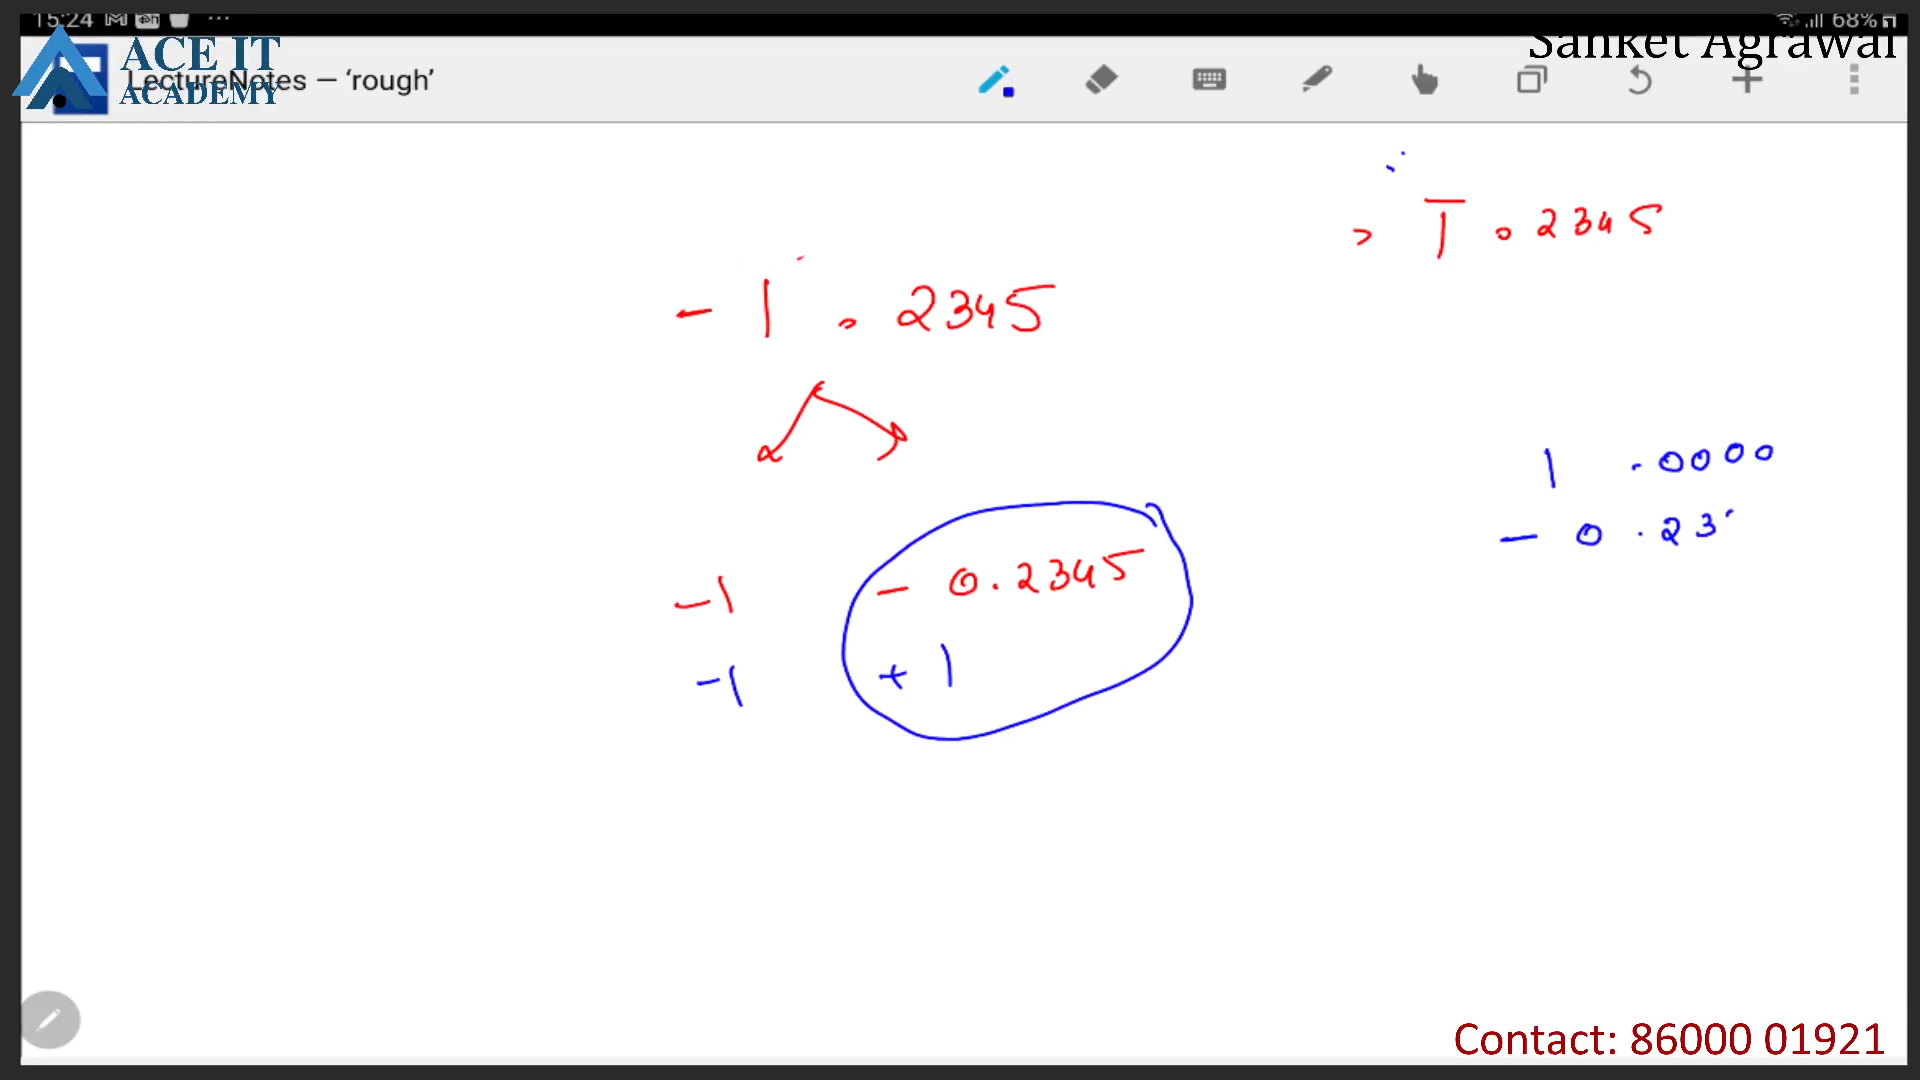 15:24 ... 68%
ACE IT
ACADEMY
LectureNotes — ‘rough’
Sanket Agrawal
1̅ . 2345
- 1 . 2345
1 .0000
- 0 . 23
-1 - 0.2345
-1 + 1
Contact: 86000 01921